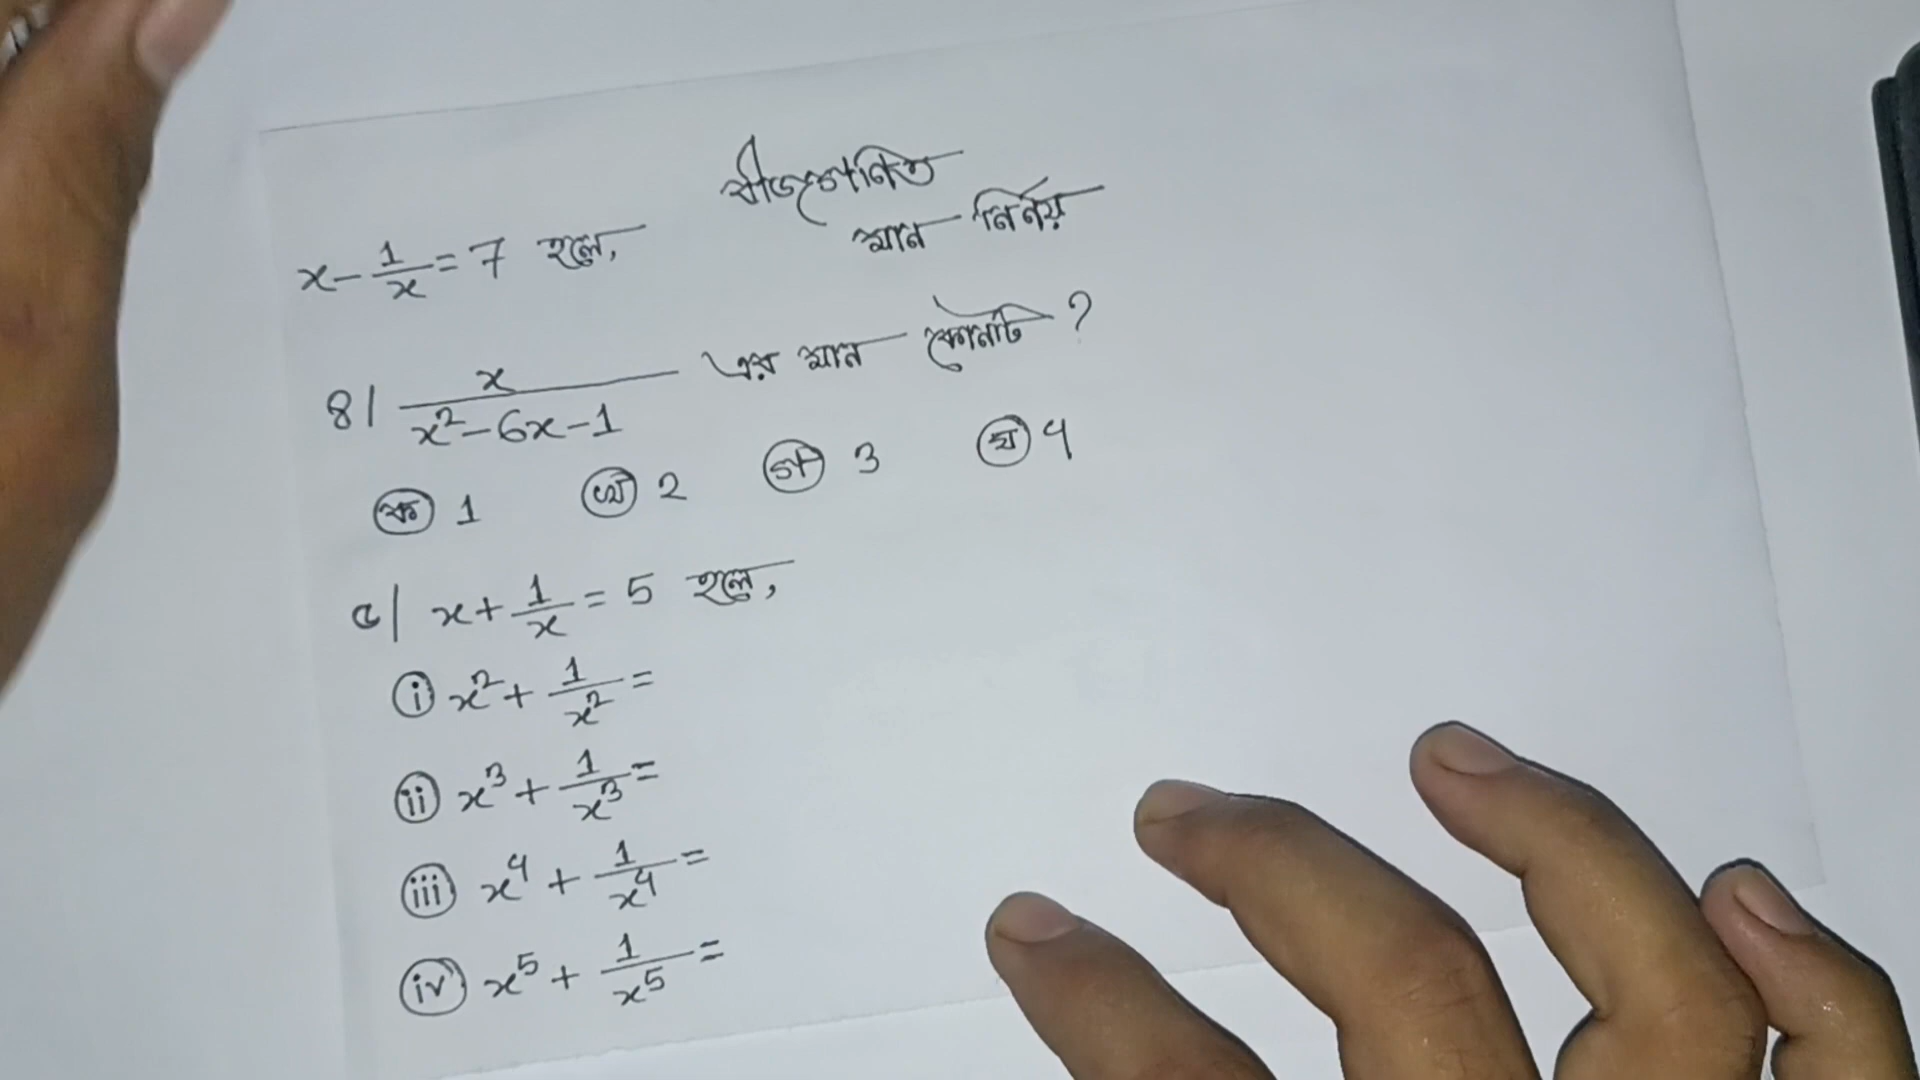 বীজগণিত
মান নির্নয়
x - 1/x = 7 হলে,
৪। x/(x² - 6x - 1) এর মান কোনটি ?
ক 1 খ 2 গ 3 ঘ 4
৫। x + 1/x = 5 হলে,
i x² + 1/x² =
ii x³ + 1/x³ =
iii x⁴ + 1/x⁴ =
iv x⁵ + 1/x⁵ =